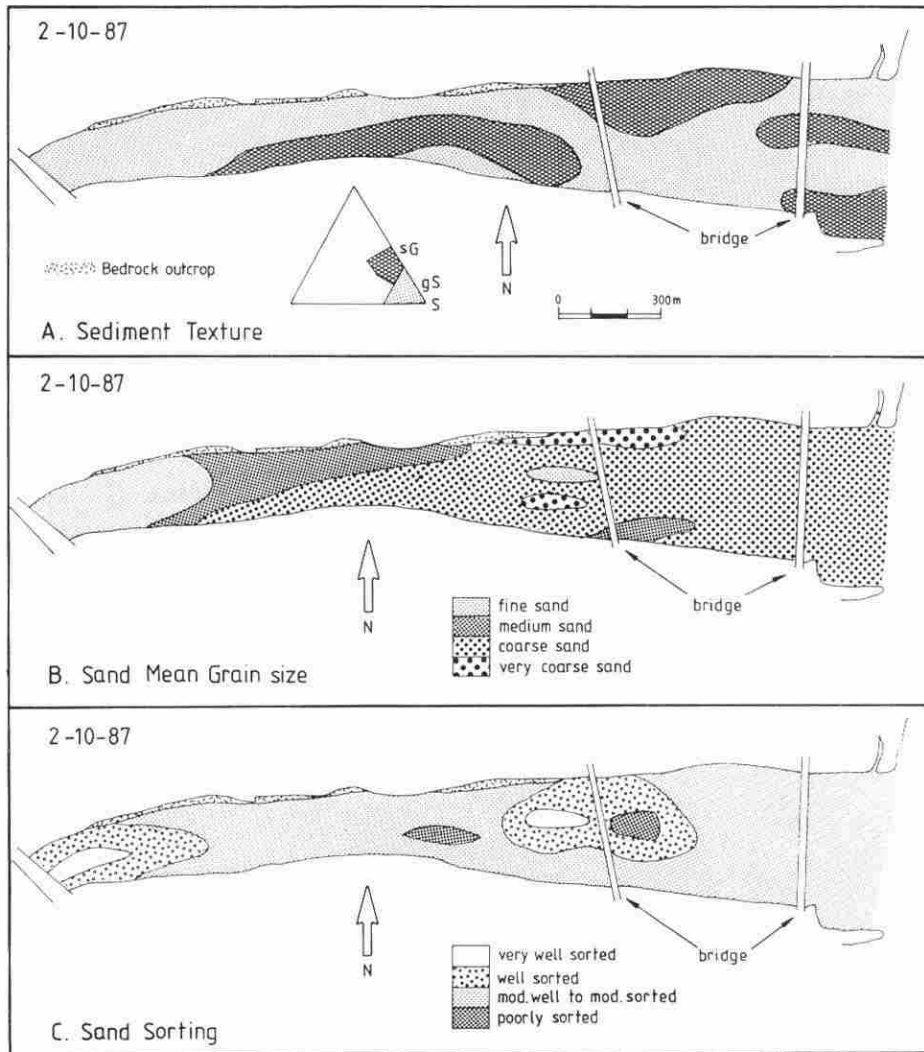 2-10-87
bridge
sG
gS
S
N
0 300m
Bedrock outcrop
A. Sediment Texture
2-10-87
fine sand
medium sand
coarse sand
very coarse sand
N
bridge
B. Sand Mean Grain size
2-10-87
very well sorted
well sorted
mod. well to mod. sorted
poorly sorted
N
bridge
C. Sand Sorting